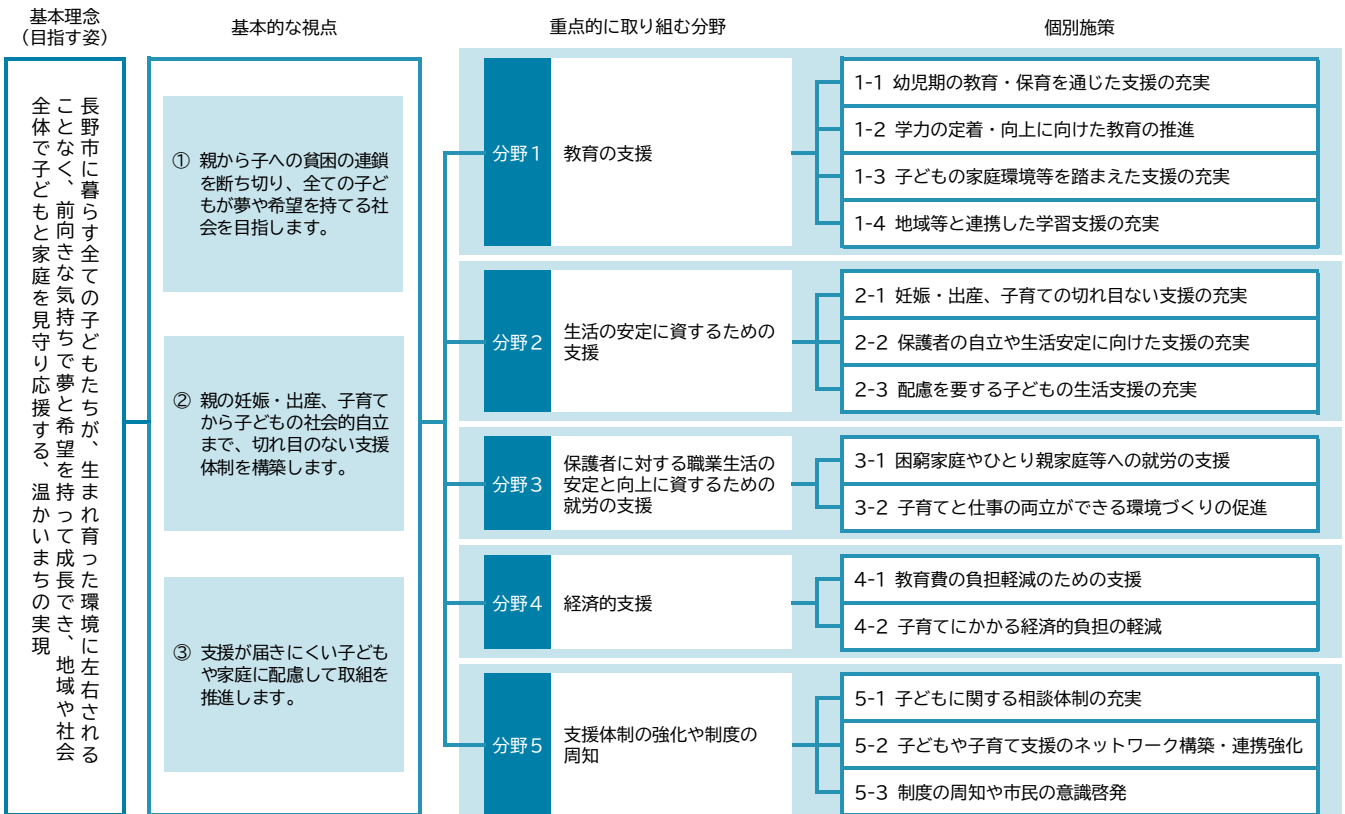 基本理念
（目指す姿）
基本的な視点
重点的に取り組む分野
個別施策
長野市に暮らす全ての子どもたちが、生まれ育った環境に左右される
ことなく、前向きな気持ちで夢と希望を持って成長でき、地域や社会
全体で子どもと家庭を見守り応援する、温かいまちの実現
① 親から子への貧困の連鎖
を断ち切り、全ての子ど
もが夢や希望を持てる社
会を目指します。
② 親の妊娠・出産、子育て
から子どもの社会的自立
まで、切れ目のない支援
体制を構築します。
③ 支援が届きにくい子ども
や家庭に配慮して取組を
推進します。
分野1
教育の支援
1-1 幼児期の教育・保育を通じた支援の充実
1-2 学力の定着・向上に向けた教育の推進
1-3 子どもの家庭環境等を踏まえた支援の充実
1-4 地域等と連携した学習支援の充実
分野2
生活の安定に資するための
支援
2-1 妊娠・出産、子育ての切れ目ない支援の充実
2-2 保護者の自立や生活安定に向けた支援の充実
2-3 配慮を要する子どもの生活支援の充実
分野3
保護者に対する職業生活の
安定と向上に資するための
就労の支援
3-1 困窮家庭やひとり親家庭等への就労の支援
3-2 子育てと仕事の両立ができる環境づくりの促進
分野4
経済的支援
4-1 教育費の負担軽減のための支援
4-2 子育てにかかる経済的負担の軽減
分野5
支援体制の強化や制度の
周知
5-1 子どもに関する相談体制の充実
5-2 子どもや子育て支援のネットワーク構築・連携強化
5-3 制度の周知や市民の意識啓発